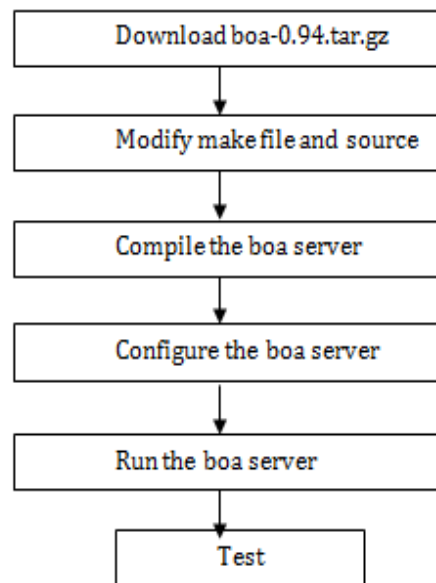 Download boa-0.94.tar.gz
Modify make file and source
Compile the boa server
Configure the boa server
Run the boa server
Test